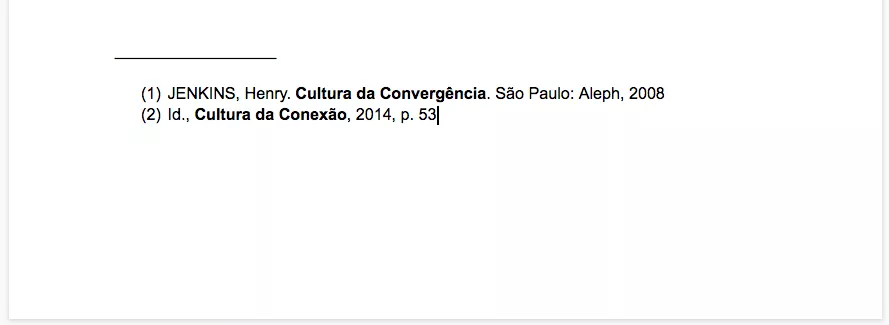 (1) JENKINS, Henry. Cultura da Convergência. São Paulo: Aleph, 2008
(2) Id., Cultura da Conexão, 2014, p. 53